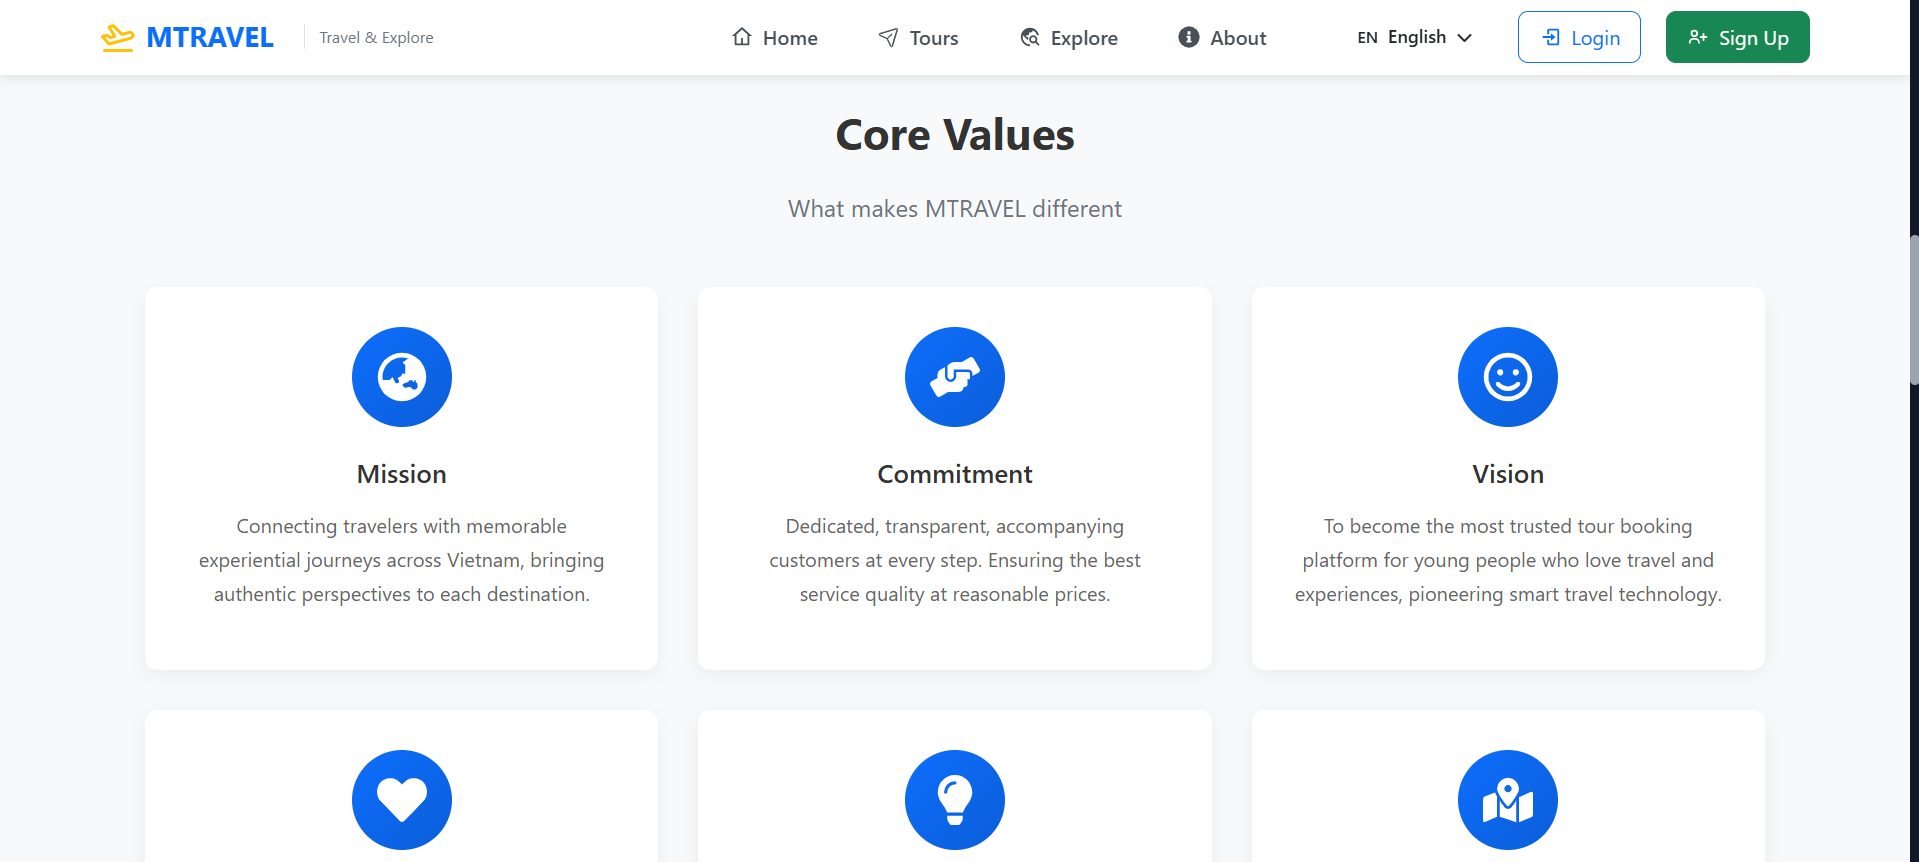 MTRAVEL
Travel & Explore
Home
Tours
Explore
About
EN English
Login
Sign Up
Core Values
What makes MTRAVEL different
Mission
Connecting travelers with memorable
experiential journeys across Vietnam, bringing
authentic perspectives to each destination.
Commitment
Dedicated, transparent, accompanying
customers at every step. Ensuring the best
service quality at reasonable prices.
Vision
To become the most trusted tour booking
platform for young people who love travel and
experiences, pioneering smart travel technology.